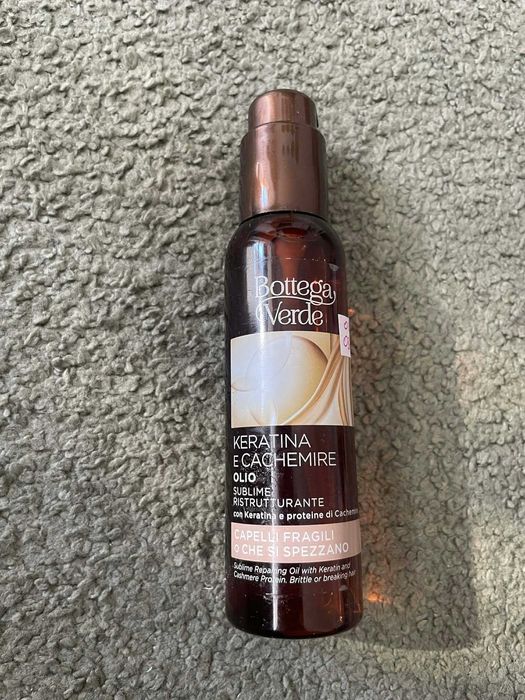 Bottega
Verde
KERATINA
E CACHEMIRE
OLIO
SUBLIME
RISTRUTTURANTE
con Keratina e proteine di Cachemire
CAPELLI FRAGILI
O CHE SI SPEZZANO
Sublime Repairing Oil with Keratin and
Cashmere Protein. Brittle or breaking hair